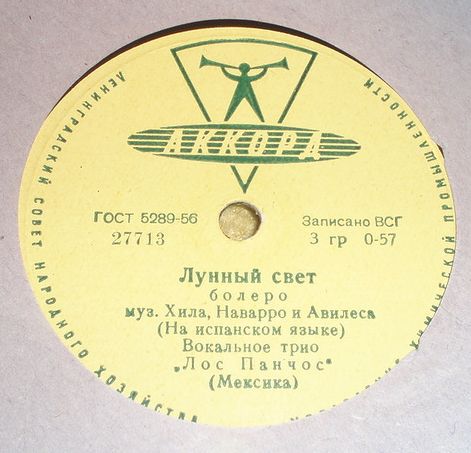 АККОРД
ЛЕНИНГРАДСКИЙ СОВЕТ НАРОДНОГО ХОЗЯЙСТВА
ХИМИЧЕСКОЙ ПРОМЫШЛЕННОСТИ
ГОСТ 5289-56
27713
Записано ВСГ
3 гр 0-57
Лунный свет
болеро
муз. Хила, Наварро и Авилеса
(На испанском языке)
Вокальное трио
„Лос Панчос"
(Мексика)